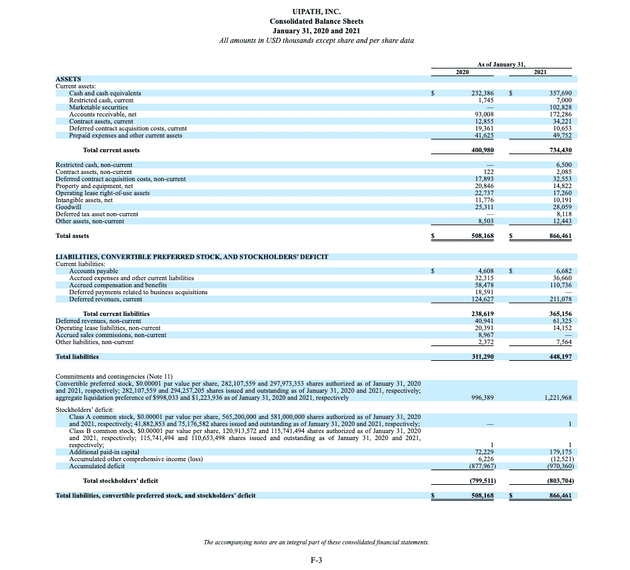 UIPATH, INC.
Consolidated Balance Sheets
January 31, 2020 and 2021
All amounts in USD thousands except share and per share data
As of January 31,
2020 2021
ASSETS
Current assets:
Cash and cash equivalents $ 232,386 $ 357,690
Restricted cash, current 1,745 7,000
Marketable securities — 102,828
Accounts receivable, net 93,008 172,286
Contract assets, current 12,855 34,221
Deferred contract acquisition costs, current 19,361 10,653
Prepaid expenses and other current assets 41,625 49,752
Total current assets 400,980 734,430
Restricted cash, non-current — 6,500
Contract assets, non-current 122 2,085
Deferred contract acquisition costs, non-current 17,893 32,553
Property and equipment, net 20,846 14,822
Operating lease right-of-use assets 22,737 17,260
Intangible assets, net 11,776 10,191
Goodwill 25,311 28,059
Deferred tax asset non-current — 8,118
Other assets, non-current 8,503 12,443
Total assets $ 508,168 $ 866,461
LIABILITIES, CONVERTIBLE PREFERRED STOCK, AND STOCKHOLDERS' DEFICIT
Current liabilities:
Accounts payable $ 4,608 $ 6,682
Accrued expenses and other current liabilities 32,315 36,660
Accrued compensation and benefits 58,478 110,736
Deferred payments related to business acquisitions 18,591 —
Deferred revenues, current 124,627 211,078
Total current liabilities 238,619 365,156
Deferred revenues, non-current 40,941 61,325
Operating lease liabilities, non-current 20,391 14,152
Accrued sales commissions, non-current 8,967 —
Other liabilities, non-current 2,372 7,564
Total liabilities 311,290 448,197
Commitments and contingencies (Note 11)
Convertible preferred stock, $0.00001 par value per share, 282,107,559 and 297,973,353 shares authorized as of January 31, 2020
and 2021, respectively; 282,107,559 and 294,257,205 shares issued and outstanding as of January 31, 2020 and 2021, respectively;
aggregate liquidation preference of $998,033 and $1,223,936 as of January 31, 2020 and 2021, respectively 996,389 1,221,968
Stockholders' deficit:
Class A common stock, $0.00001 par value per share, 565,200,000 and 581,000,000 shares authorized as of January 31, 2020
and 2021, respectively; 41,882,853 and 75,176,582 shares issued and outstanding as of January 31, 2020 and 2021, respectively; — 1
Class B common stock, $0.00001 par value per share, 120,913,572 and 115,741,494 shares authorized as of January 31, 2020
and 2021, respectively; 115,741,494 and 110,653,498 shares issued and outstanding as of January 31, 2020 and 2021,
respectively; 1 1
Additional paid-in capital 72,229 179,175
Accumulated other comprehensive income (loss) 6,226 (12,521)
Accumulated deficit (877,967) (970,360)
Total stockholders' deficit (799,511) (803,704)
Total liabilities, convertible preferred stock, and stockholders' deficit $ 508,168 $ 866,461
The accompanying notes are an integral part of these consolidated financial statements.
F-3